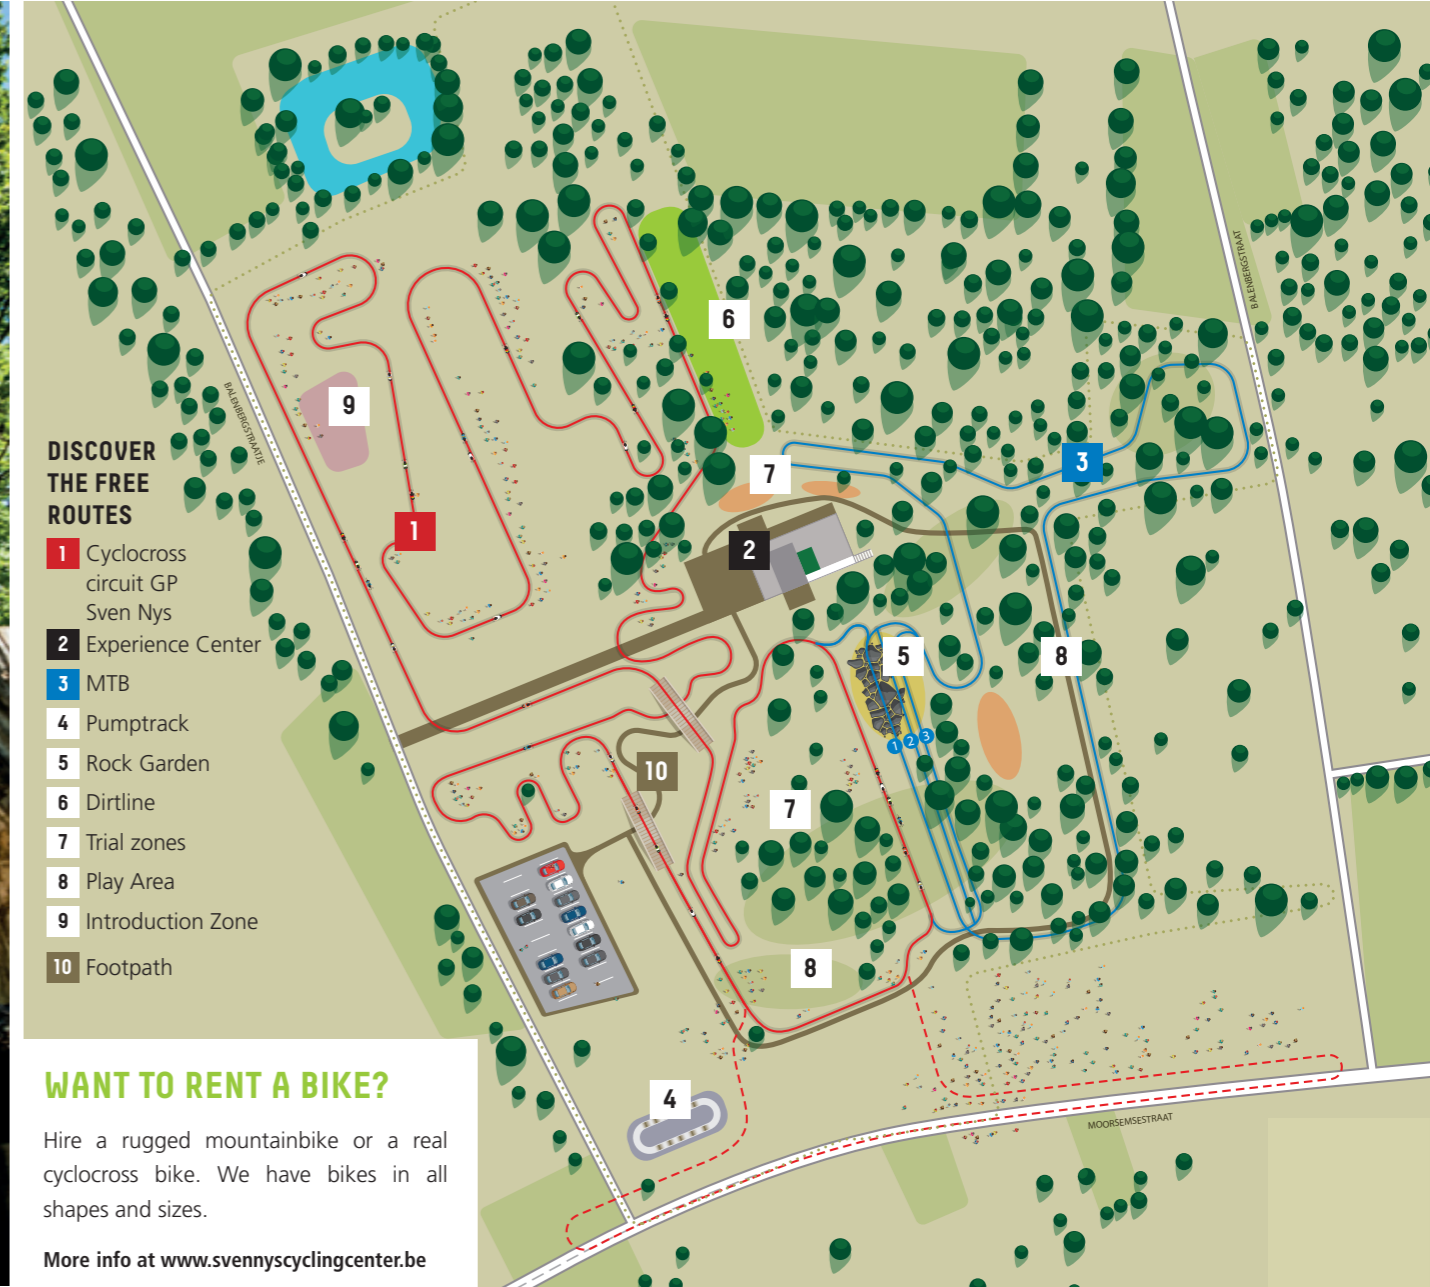 DISCOVER
THE FREE
ROUTES
1 Cyclocross
circuit GP
Sven Nys
2 Experience Center
3 MTB
4 Pumptrack
5 Rock Garden
6 Dirtline
7 Trial zones
8 Play Area
9 Introduction Zone
10 Footpath
WANT TO RENT A BIKE?
Hire a rugged mountainbike or a real
cyclocross bike. We have bikes in all
shapes and sizes.
More info at www.svennyscyclingcenter.be
BALENBERGSTRAATJE
BALENBERGSTRAAT
MOORSEMSESTRAAT
6
9
7
3
1
2
5
8
1 2 3
10
7
8
4